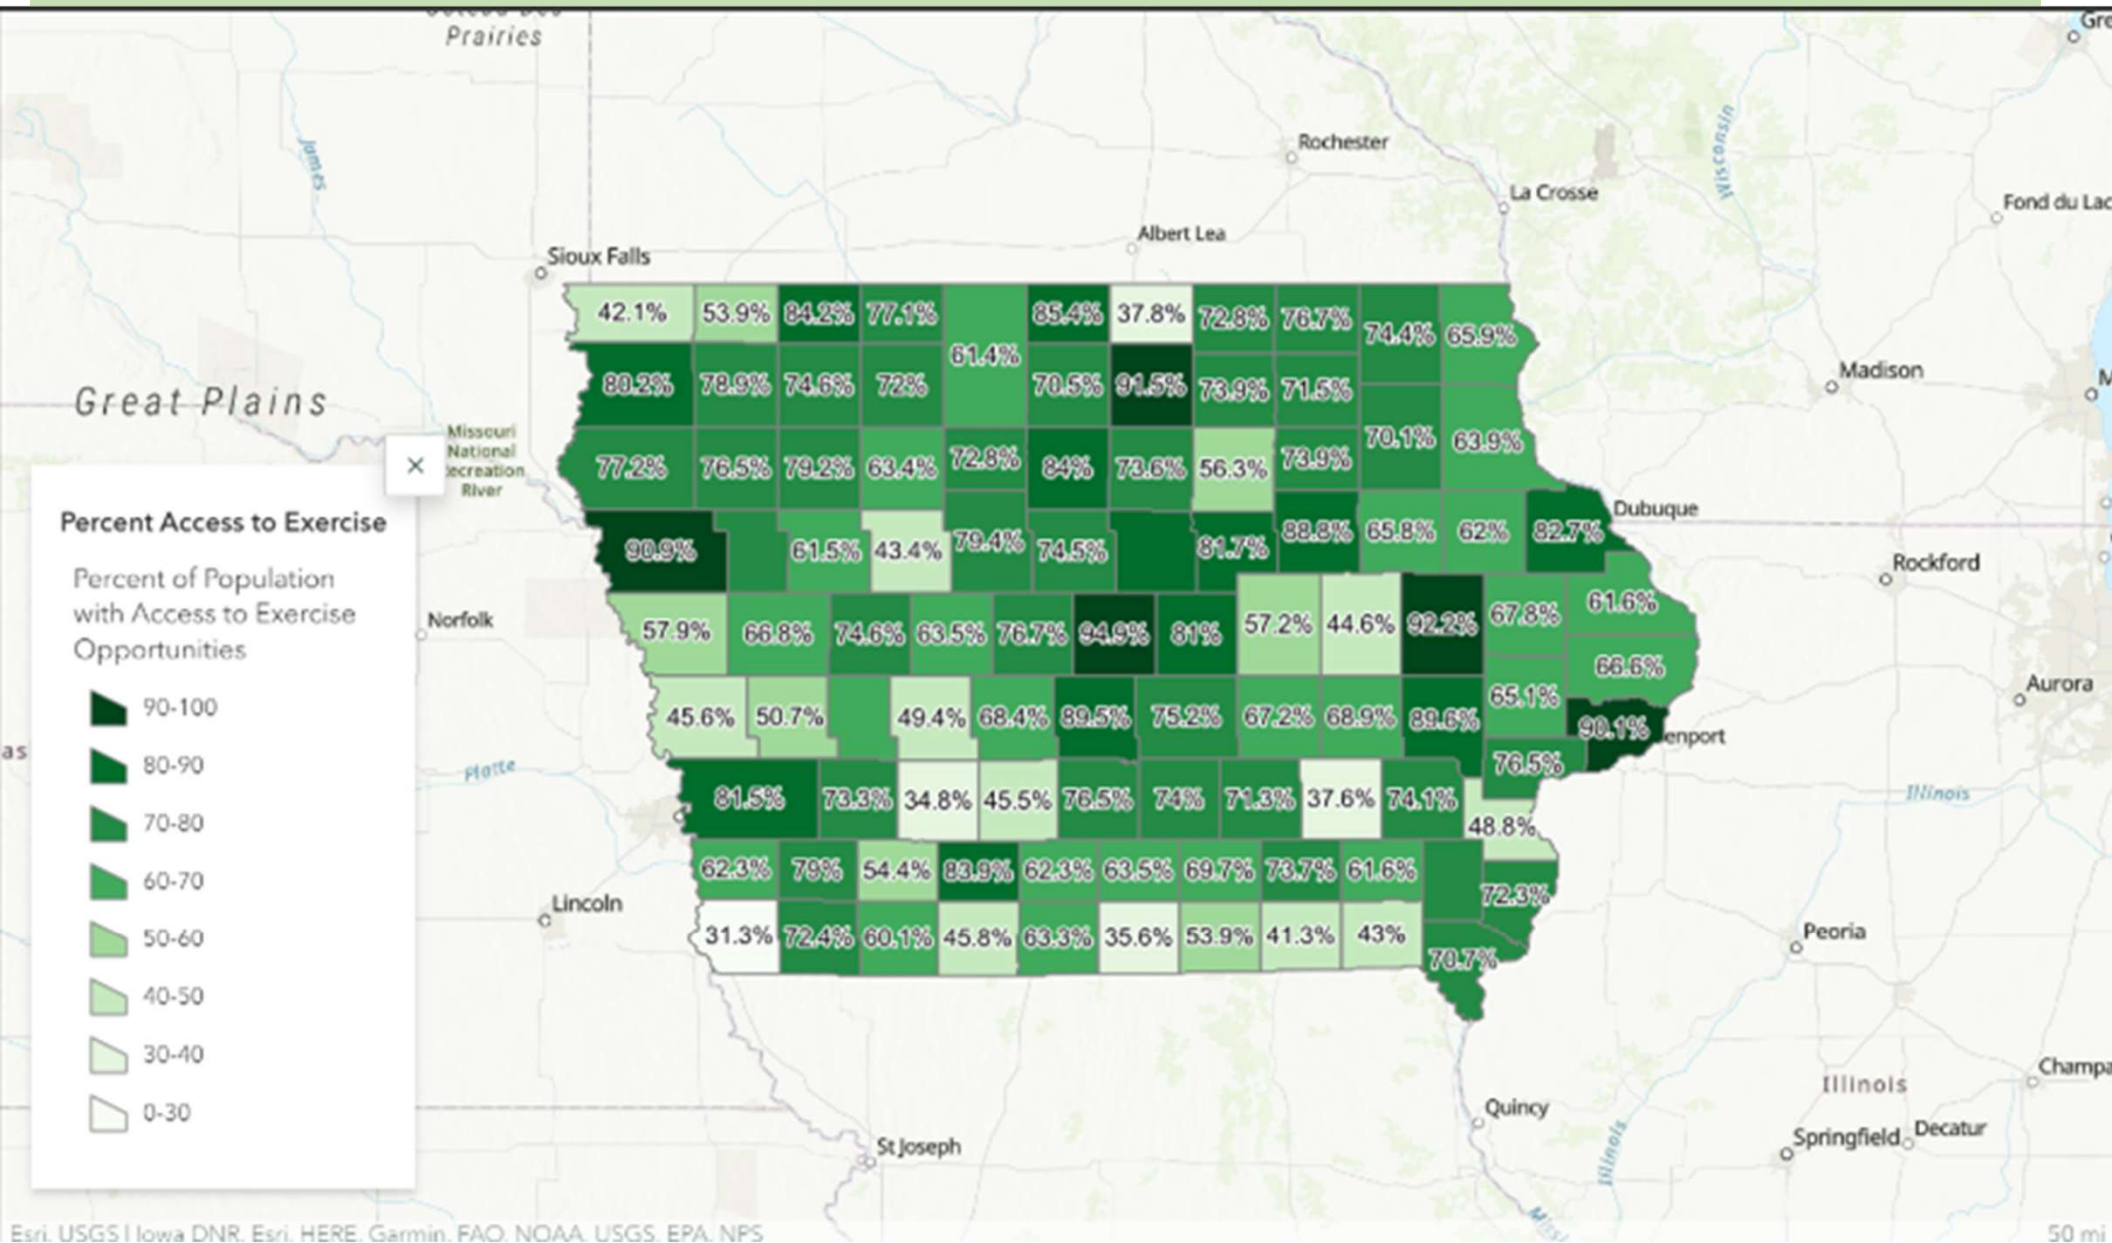 Prairies
Gre
Rochester
La Crosse
Wisconsin
Fond du Lac
James
Albert Lea
Sioux Falls
42.1% 53.9% 84.2% 77.1% 85.4% 37.8% 72.8% 76.7% 74.4% 65.9%
61.4%
Madison
M
Great Plains
80.2% 78.9% 74.6% 72% 70.5% 91.5% 73.9% 71.5%
Missouri
National
Recreation
River
77.2% 76.5% 79.2% 63.4% 72.8% 84% 73.6% 56.3% 73.9% 70.1% 63.9%
Dubuque
90.9% 61.5% 43.4% 79.4% 74.5% 81.7% 88.8% 65.8% 62% 82.7%
Rockford
Norfolk
57.9% 66.8% 74.6% 63.5% 76.7% 94.9% 81% 57.2% 44.6% 92.2% 67.8% 61.6%
66.6%
Aurora
45.6% 50.7% 49.4% 68.4% 89.5% 75.2% 67.2% 68.9% 89.6% 65.1% 90.1%
enport
as
Platte
76.5%
81.5% 73.3% 34.8% 45.5% 76.5% 74% 71.3% 37.6% 74.1% 48.8%
Illinois
62.3% 79% 54.4% 83.9% 62.3% 63.5% 69.7% 73.7% 61.6% 72.3%
Lincoln
31.3% 72.4% 60.1% 45.8% 63.3% 35.6% 53.9% 41.3% 43% 70.7%
Peoria
Champa
Illinois
Quincy
Springfield
Decatur
Illinois
St Joseph
Percent Access to Exercise
Percent of Population
with Access to Exercise
Opportunities
90-100
80-90
70-80
60-70
50-60
40-50
30-40
0-30
Esri, USGS | Iowa DNR, Esri, HERE, Garmin, FAO, NOAA, USGS, EPA, NPS
50 mi